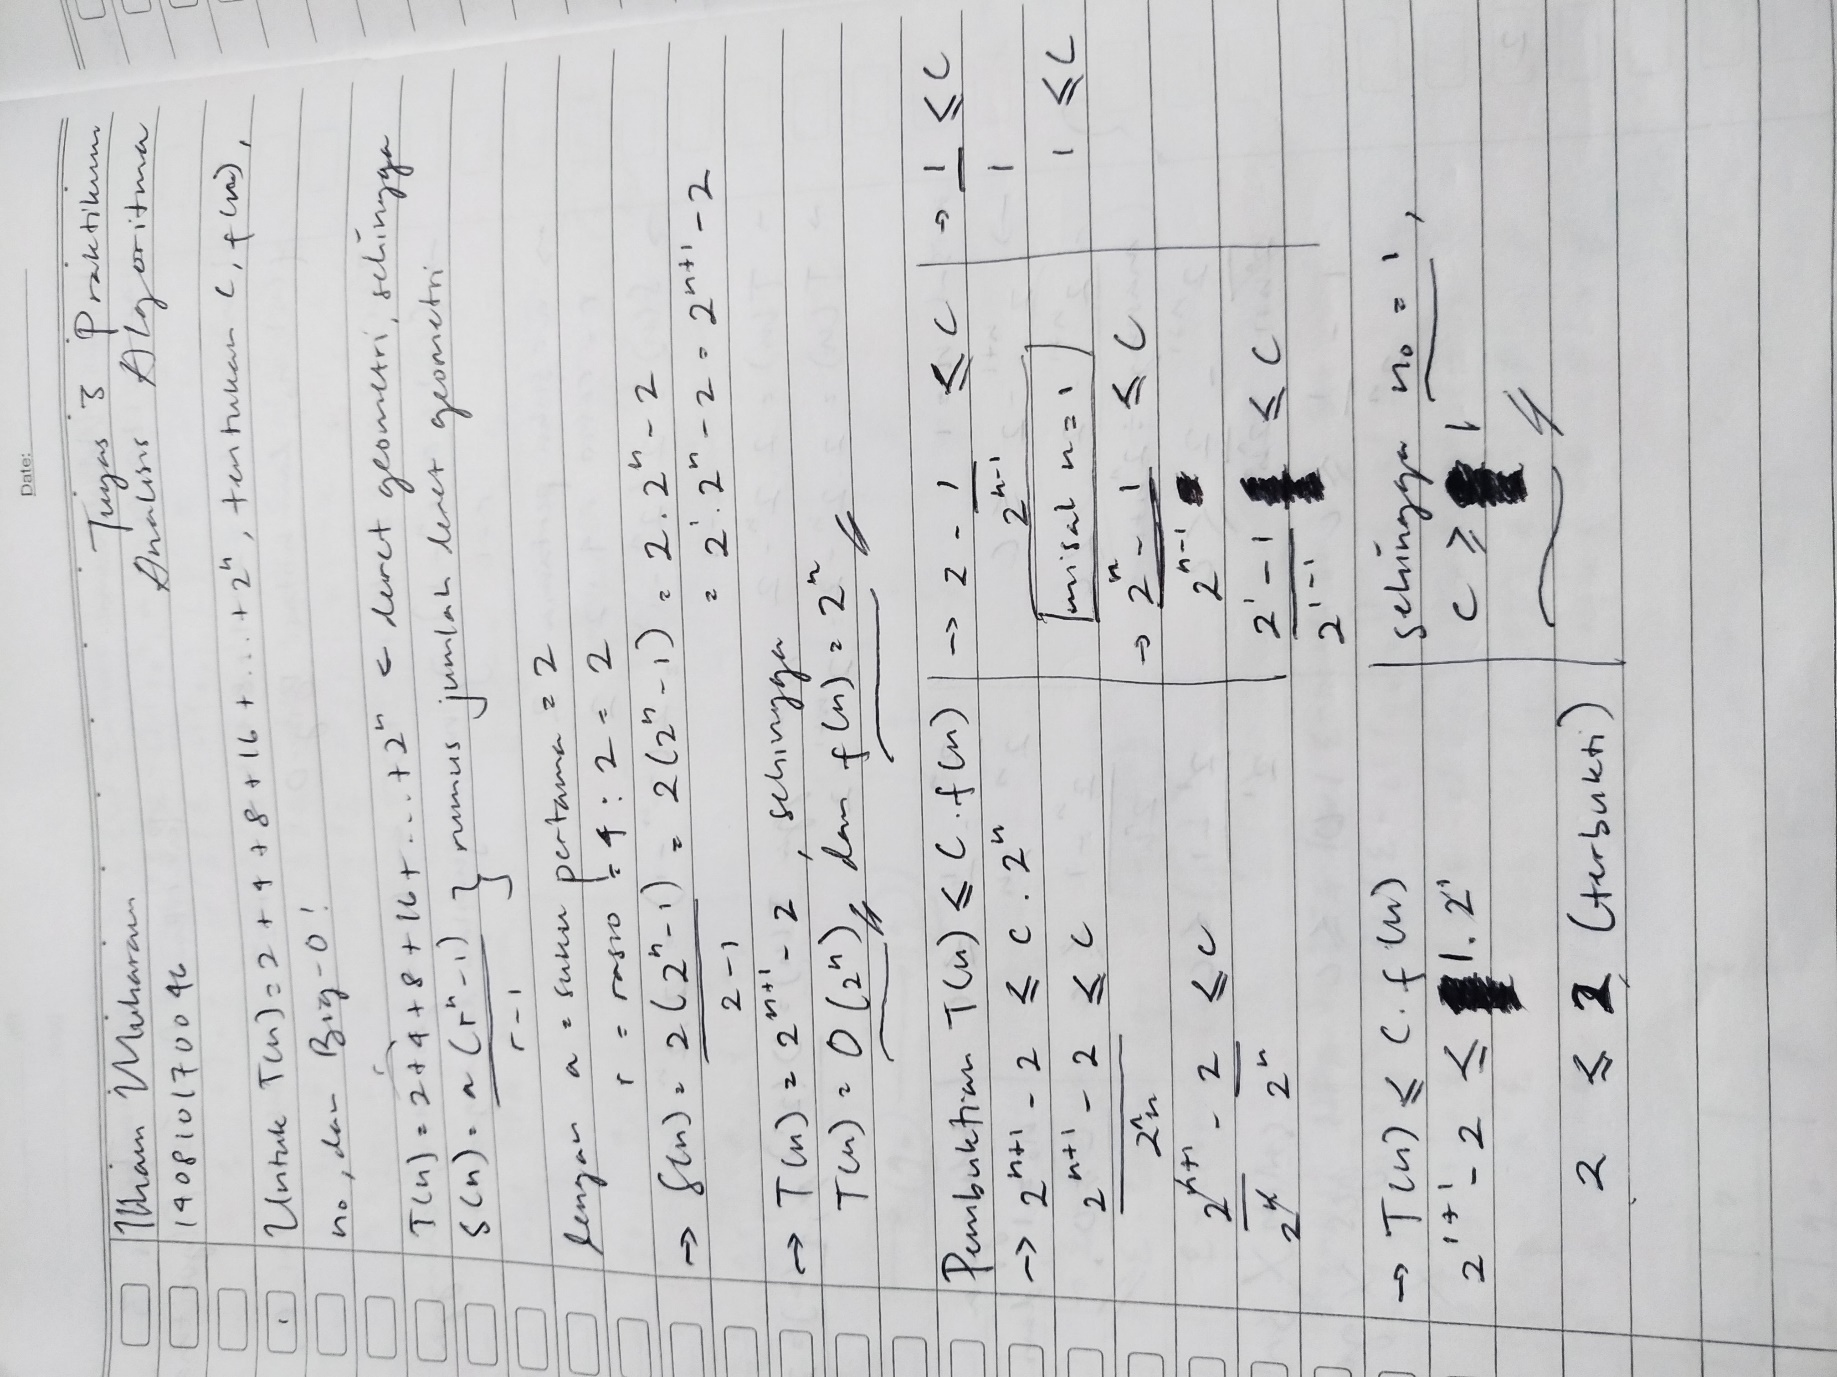 Date:
Tugas 3 Praktikum
Analisis Algoritma
Ilham Muharam
140810170046
Untuk T(n) = 2 + 4 + 8 + 16 + ... + 2ⁿ, tentukan C, f(n),
n₀, dan Big-O!
T(n) = 2 + 4 + 8 + 16 + ... + 2ⁿ < deret geometri, sehingga
S(n) = a(rⁿ - 1) } rumus jumlah deret geometri
r - 1
dengan a = suku pertama = 2
r = rasio = 4 : 2 = 2
→ S(n) = 2(2ⁿ - 1) = 2(2ⁿ - 1) = 2 . 2ⁿ - 2
2 - 1
= 2¹ . 2ⁿ - 2 = 2ⁿ⁺¹ - 2
→ T(n) = 2ⁿ⁺¹ - 2, sehingga
T(n) = O(2ⁿ) dan f(n) = 2ⁿ
Pembuktian T(n) ≤ C . f(n)
→ 2ⁿ⁺¹ - 2 ≤ C . 2ⁿ
2ⁿ⁺¹ - 2 ≤ C
2ⁿ
2ⁿ⁺¹ - 2 ≤ C
2ⁿ 2ⁿ
→ 2 - 1 ≤ C
2ⁿ⁻¹
misal n = 1
→ 2ⁿ - 1 ≤ C
2ⁿ⁻¹
2¹ - 1 ≤ C
2¹⁻¹
→ 1 ≤ C
1
1 ≤ C
→ T(n) ≤ C . f(n)
2¹⁺¹ - 2 ≤ 1 . 2¹
2 ≤ 2 (terbukti)
Sehingga n₀ = 1,
C ≥ 1